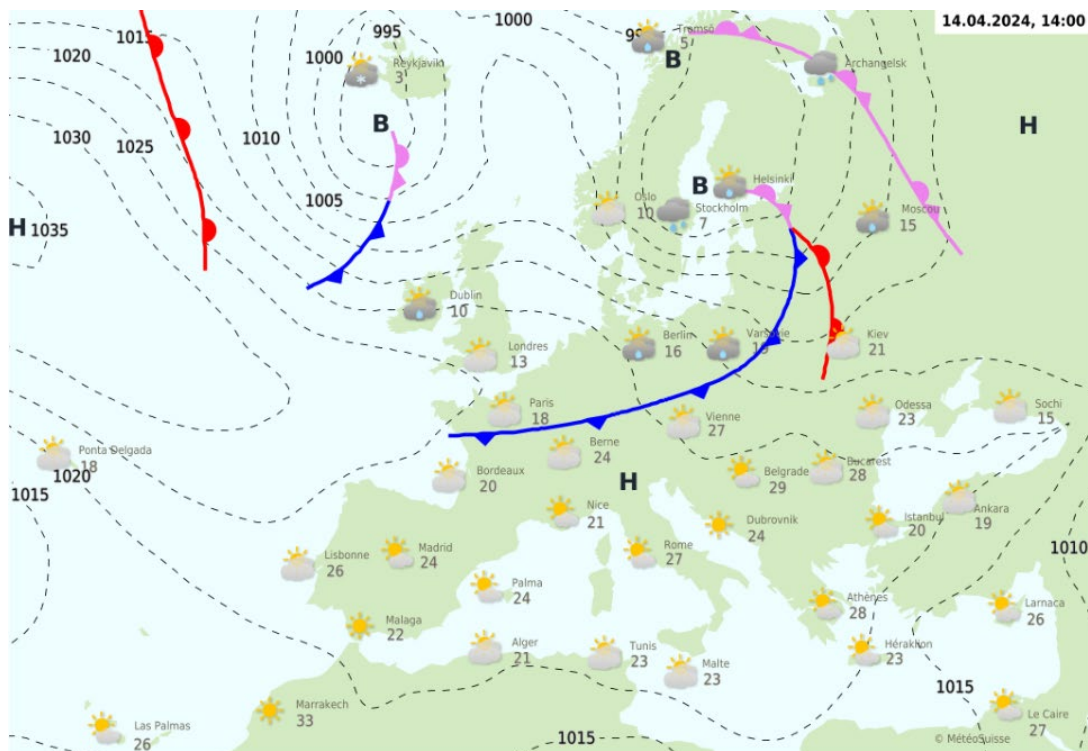 14.04.2024, 14:00
995
1000
1000
1015
1020
1030
1025
1010
1005
1035
H
B
B
B
H
Reykjavik
3
Tromsö
5
Archangelsk
1
Helsinki
Oslo
10
Stockholm
7
Moscou
15
Dublin
10
Londres
13
Berlin
16
Varsovie
Kiev
21
Paris
18
Vienne
27
Odessa
23
Sochi
15
Ponta Delgada
18
1020
1015
Berne
24
Bordeaux
20
H
Belgrade
29
Bucarest
28
Nice
21
Dubrovnik
24
Istanbul
20
Ankara
19
1010
Lisbonne
26
Madrid
24
Rome
27
Palma
24
Athènes
28
Larnaca
26
Malaga
22
Alger
21
Tunis
23
Malte
23
Héraklion
23
1015
Marrakech
33
Las Palmas
26
1015
Le Caire
27
© MétéoSuisse